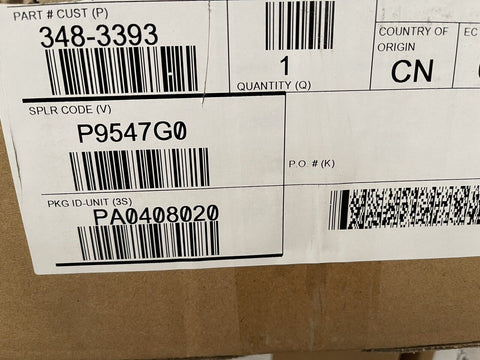 PART # CUST (P)
348-3393
1
QUANTITY (Q)
COUNTRY OF
ORIGIN
CN
EC
SPLR CODE (V)
P9547G0
P.O. # (K)
PKG ID-UNIT (3S)
PA0408020